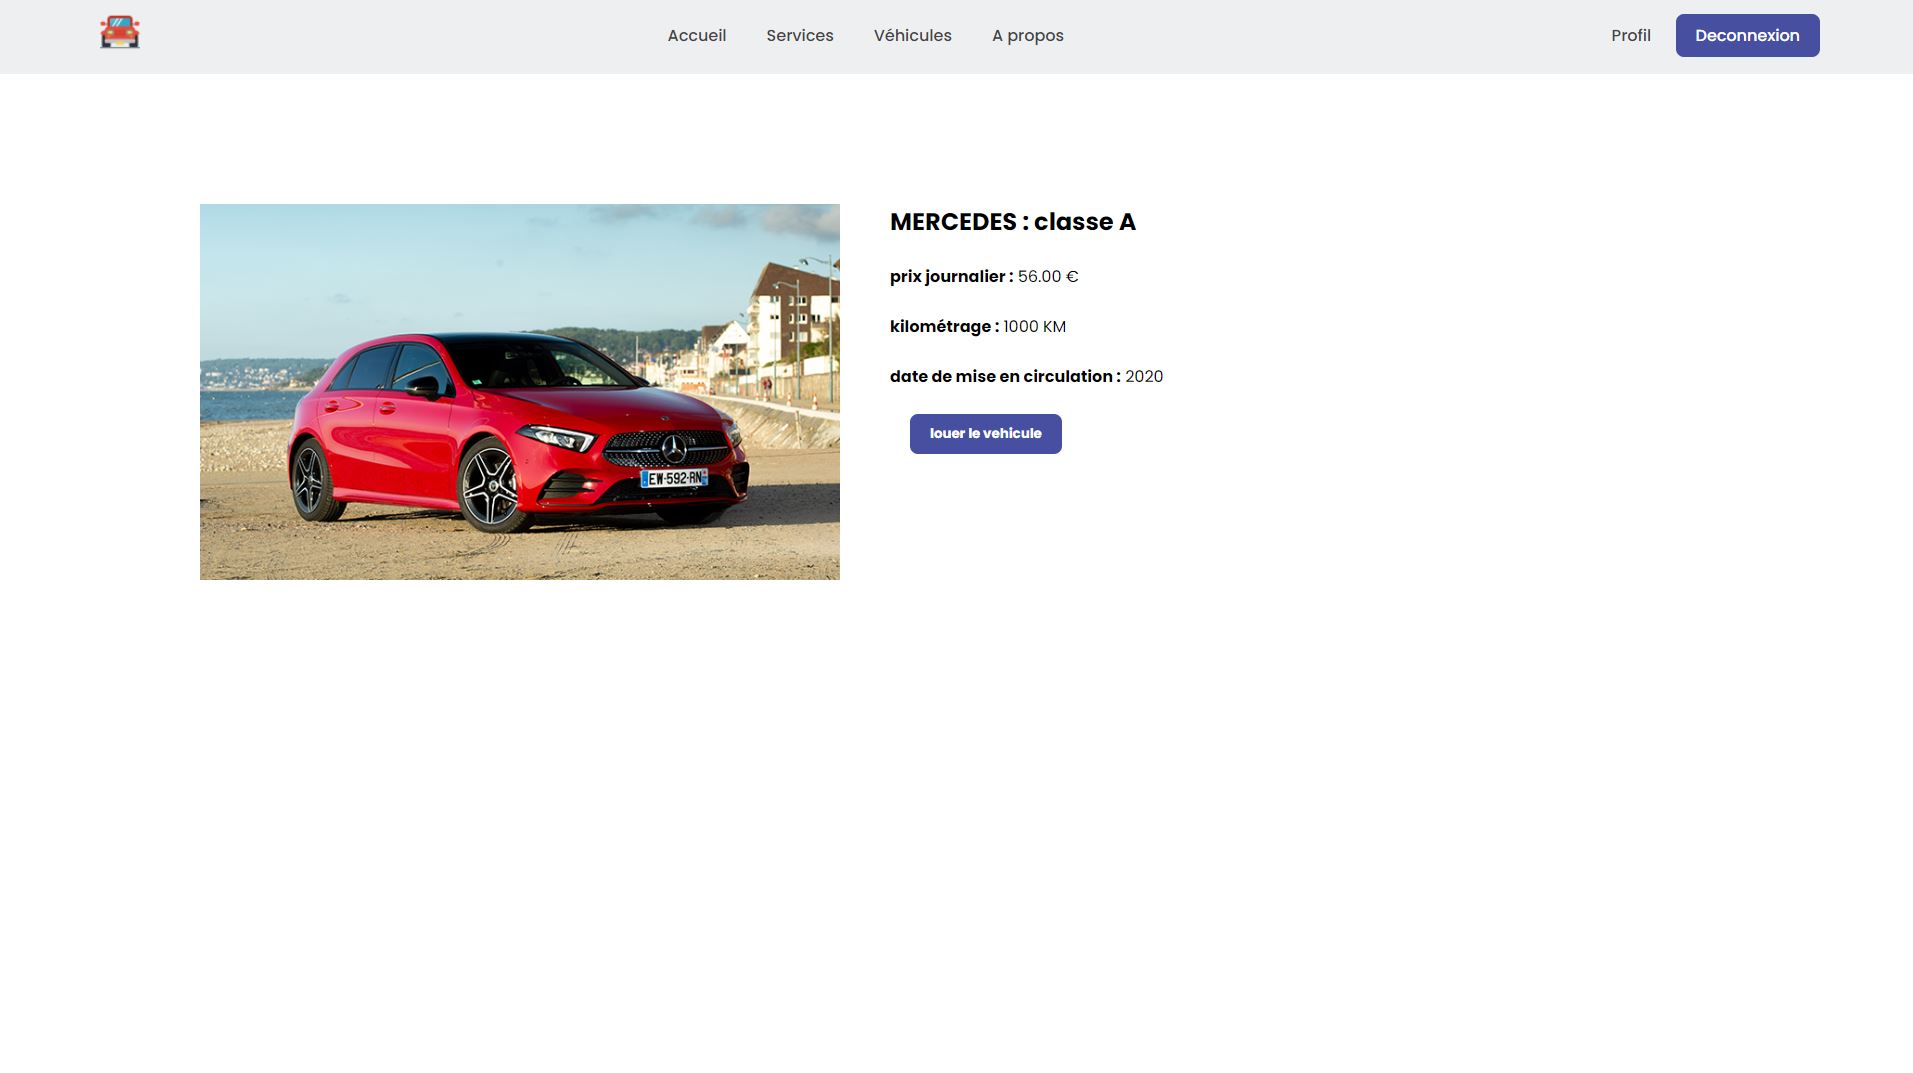 Accueil Services Véhicules A propos Profil Deconnexion
MERCEDES : classe A
prix journalier : 56.00 €
kilométrage : 1000 KM
date de mise en circulation : 2020
louer le vehicule
EW-592-RN